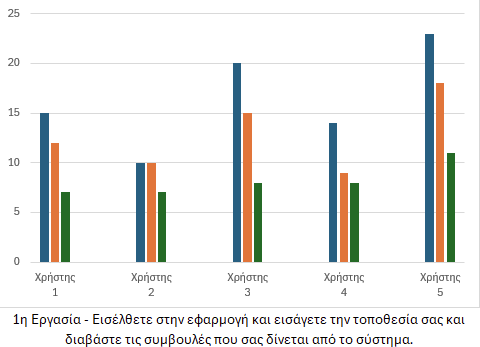 25
20
15
10
5
0
Χρήστης 1
Χρήστης 2
Χρήστης 3
Χρήστης 4
Χρήστης 5
1η Εργασία - Εισέλθετε στην εφαρμογή και εισάγετε την τοποθεσία σας και
διαβάστε τις συμβουλές που σας δίνεται από το σύστημα.